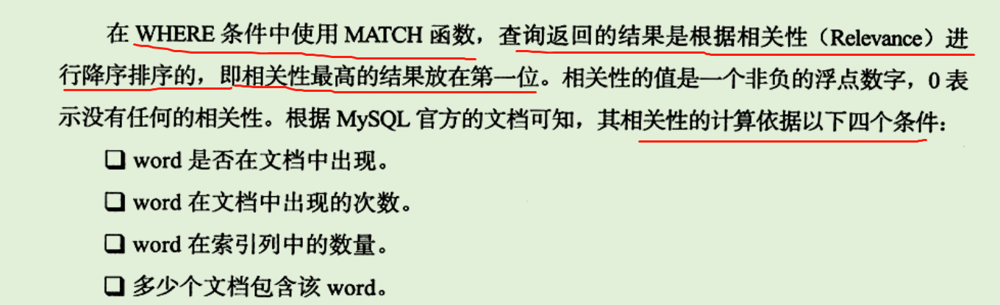 在 WHERE 条件中使用 MATCH 函数，查询返回的结果是根据相关性（Relevance）进
行降序排序的，即相关性最高的结果放在第一位。相关性的值是一个非负的浮点数字，0 表
示没有任何的相关性。根据 MySQL 官方的文档可知，其相关性的计算依据以下四个条件：
❑ word 是否在文档中出现。
❑ word 在文档中出现的次数。
❑ word 在索引列中的数量。
❑ 多少个文档包含该 word。